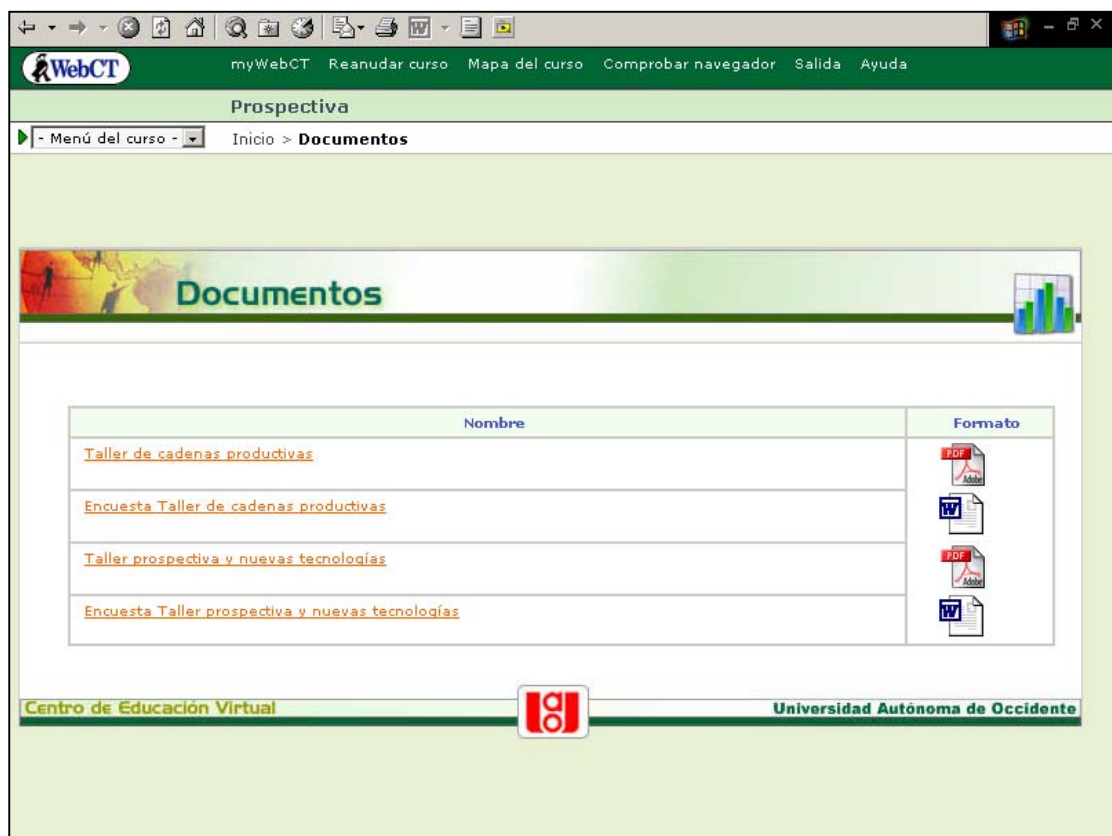 WebCT
myWebCT Reanudar curso Mapa del curso Comprobar navegador Salida Ayuda
Prospectiva
- Menú del curso -
Inicio > Documentos
Documentos
Nombre Formato
Taller de cadenas productivas
PDF Adobe
Encuesta Taller de cadenas productivas
W
Taller prospectiva y nuevas tecnologías
PDF Adobe
Encuesta Taller prospectiva y nuevas tecnologías
W
Centro de Educación Virtual
uao
Universidad Autónoma de Occidente